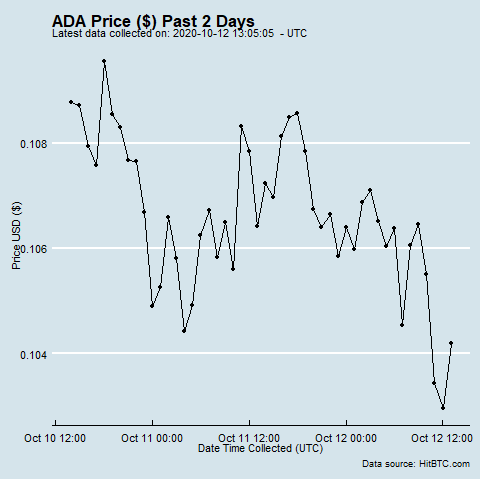 ADA Price ($) Past 2 Days
Latest data collected on: 2020-10-12 13:05:05 - UTC
Price USD ($)
0.108
0.106
0.104
Oct 10 12:00
Oct 11 00:00
Oct 11 12:00
Oct 12 00:00
Oct 12 12:00
Date Time Collected (UTC)
Data source: HitBTC.com